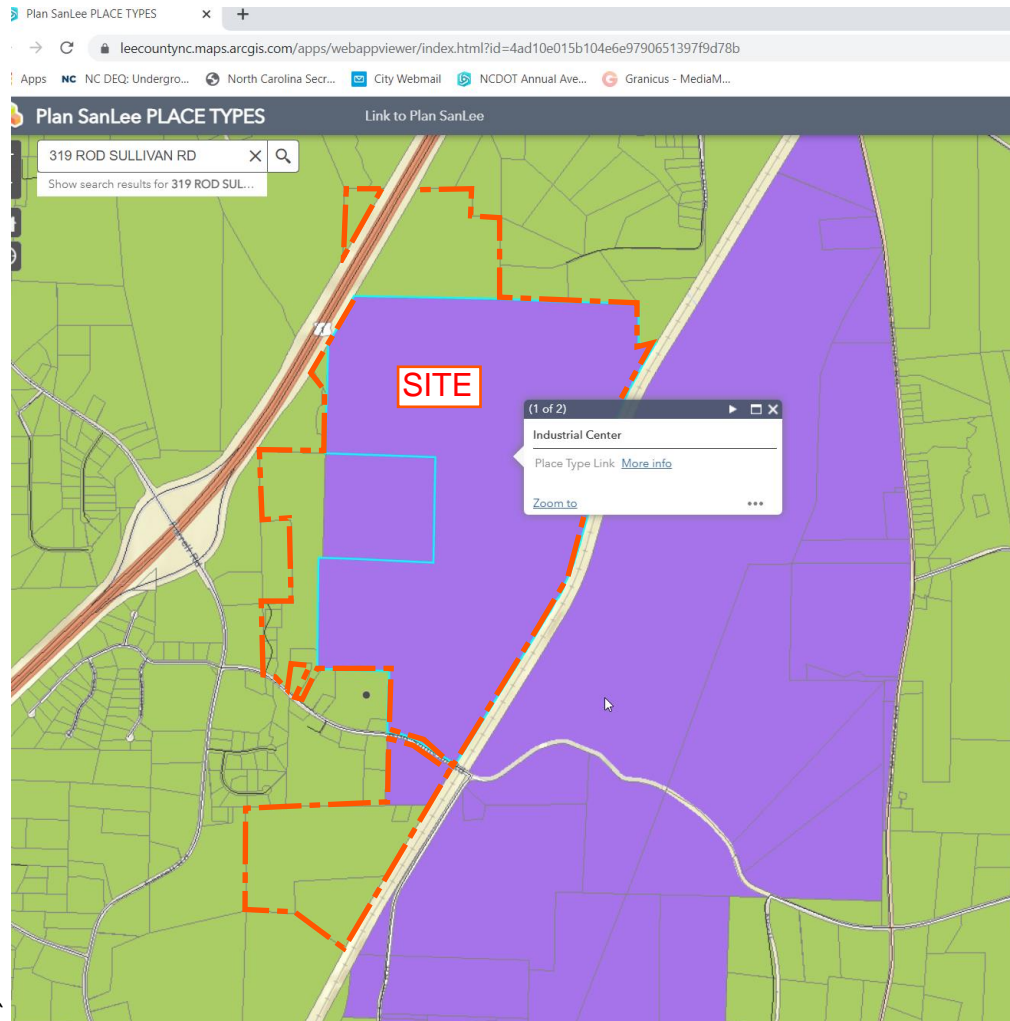 Plan SanLee PLACE TYPES
leecountync.maps.arcgis.com/apps/webappviewer/index.html?id=4ad10e015b104e6e9790651397f9d78b
Apps NC NC DEQ: Undergro... North Carolina Secr... City Webmail NCDOT Annual Ave... Granicus - MediaM...
Plan SanLee PLACE TYPES Link to Plan SanLee
319 ROD SULLIVAN RD
Show search results for 319 ROD SUL...
SITE
(1 of 2)
Industrial Center
Place Type Link More info
Zoom to